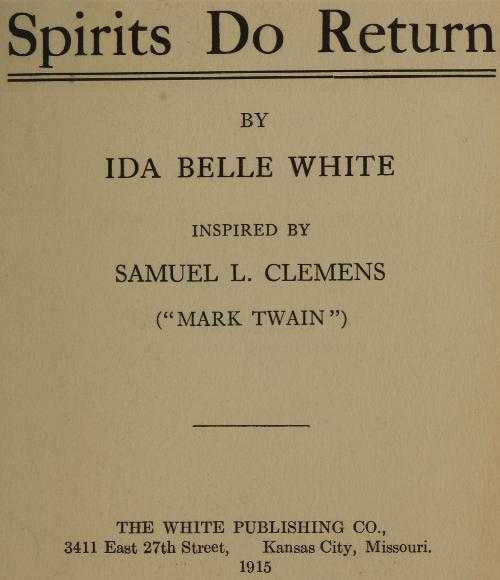 Spirits Do Return
BY
IDA BELLE WHITE
INSPIRED BY
SAMUEL L. CLEMENS
("MARK TWAIN")
THE WHITE PUBLISHING CO.,
3411 East 27th Street, Kansas City, Missouri.
1915